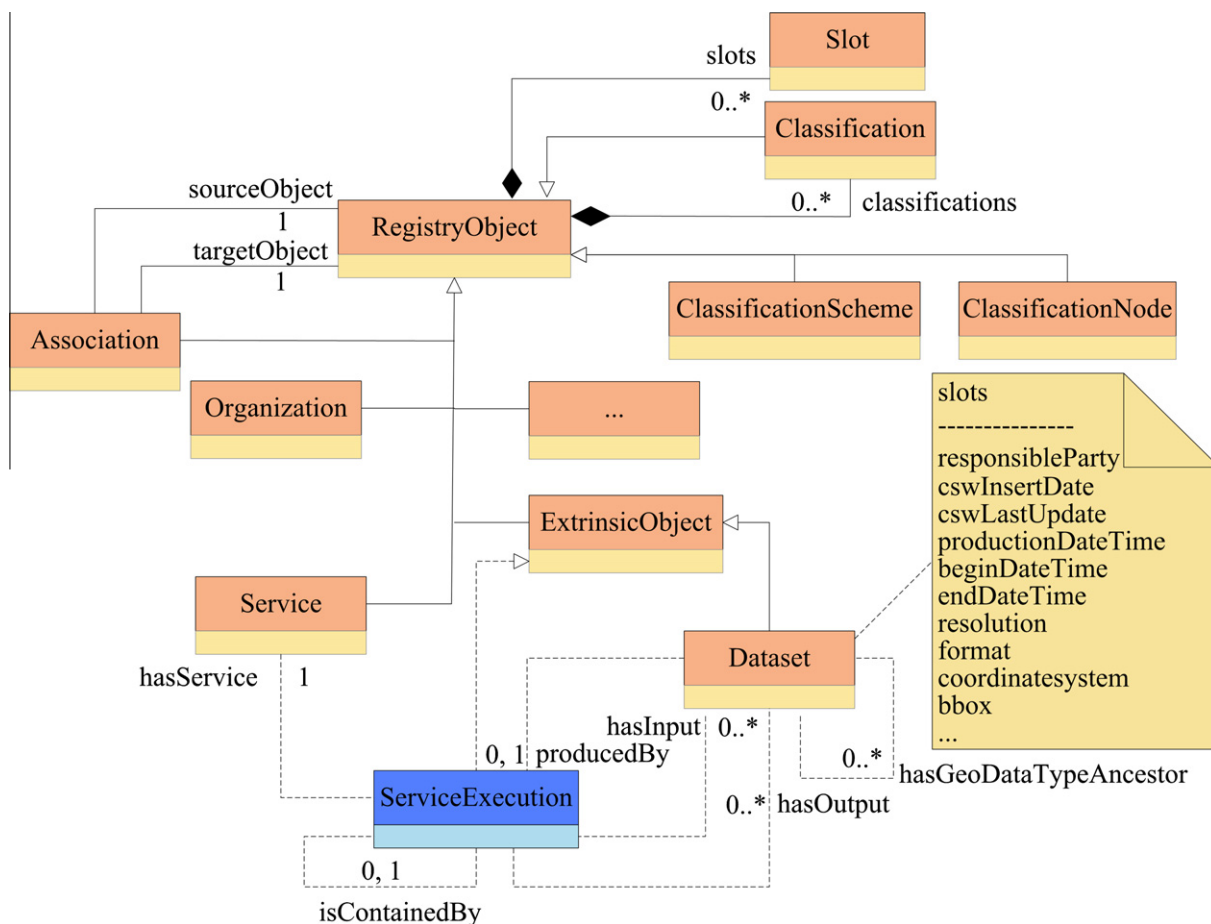 Slot
slots
0..*
Classification
0..*
classifications
sourceObject
1
RegistryObject
targetObject
1
ClassificationScheme
ClassificationNode
Association
Organization
...
slots
---------------
responsibleParty
cswInsertDate
cswLastUpdate
productionDateTime
beginDateTime
endDateTime
resolution
format
coordinatesystem
bbox
...
ExtrinsicObject
Service
hasService
1
Dataset
hasInput
0..*
0, 1
producedBy
0..*
hasGeoDataTypeAncestor
ServiceExecution
0..*
hasOutput
0, 1
isContainedBy